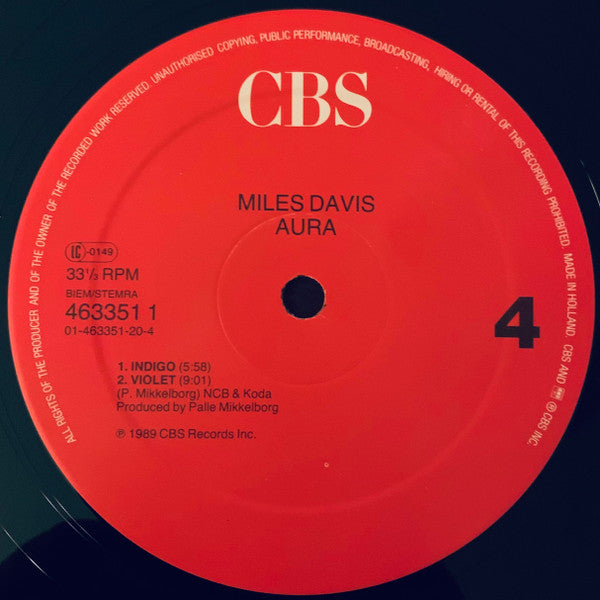 ALL RIGHTS OF THE PRODUCER AND OF THE OWNER OF THE RECORDED WORK RESERVED. UNAUTHORISED COPYING, PUBLIC PERFORMANCE, BROADCASTING, HIRING OR RENTAL OF THIS RECORDING PROHIBITED. MADE IN HOLLAND. CBS AND ® CBS INC.
CBS
MILES DAVIS
AURA
LC -0149
33⅓ RPM
BIEM/STEMRA
463351 1
01-463351-20-4
4
1. INDIGO (5:58)
2. VIOLET (9:01)
(P. Mikkelborg) NCB & Koda
Produced by Palle Mikkelborg
℗ 1989 CBS Records Inc.